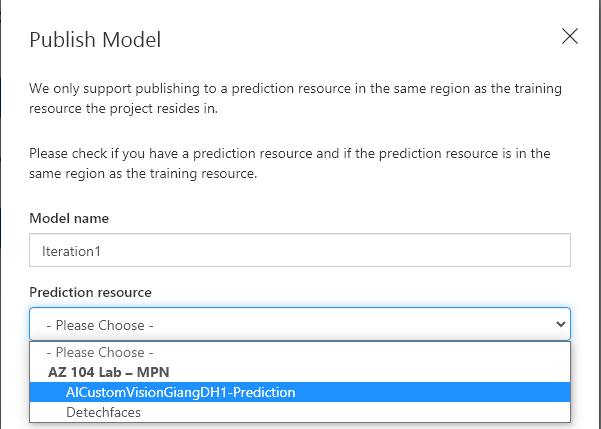 Publish Model
We only support publishing to a prediction resource in the same region as the training
resource the project resides in.
Please check if you have a prediction resource and if the prediction resource is in the
same region as the training resource.
Model name
Iteration1
Prediction resource
- Please Choose -
- Please Choose -
AZ 104 Lab – MPN
AICustomVisionGiangDH1-Prediction
Detechfaces